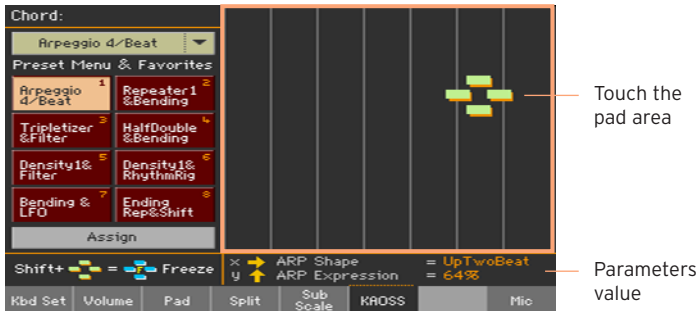 Chord:
Arpeggio 4/Beat
Preset Menu & Favorites
Arpeggio 4/Beat 1
Repeater1 &Bending 2
Tripletizer &Filter 3
HalfDouble &Bending 4
Density1& Filter 5
Density1& RhythmRig 6
Bending & LFO 7
Ending Rep&Shift 8
Assign
Shift+ = F Freeze
x ARP Shape = UpTwoBeat
y ARP Expression = 64%
Kbd Set Volume Pad Split Sub Scale KAOSS Mic
Touch the
pad area
Parameters
value